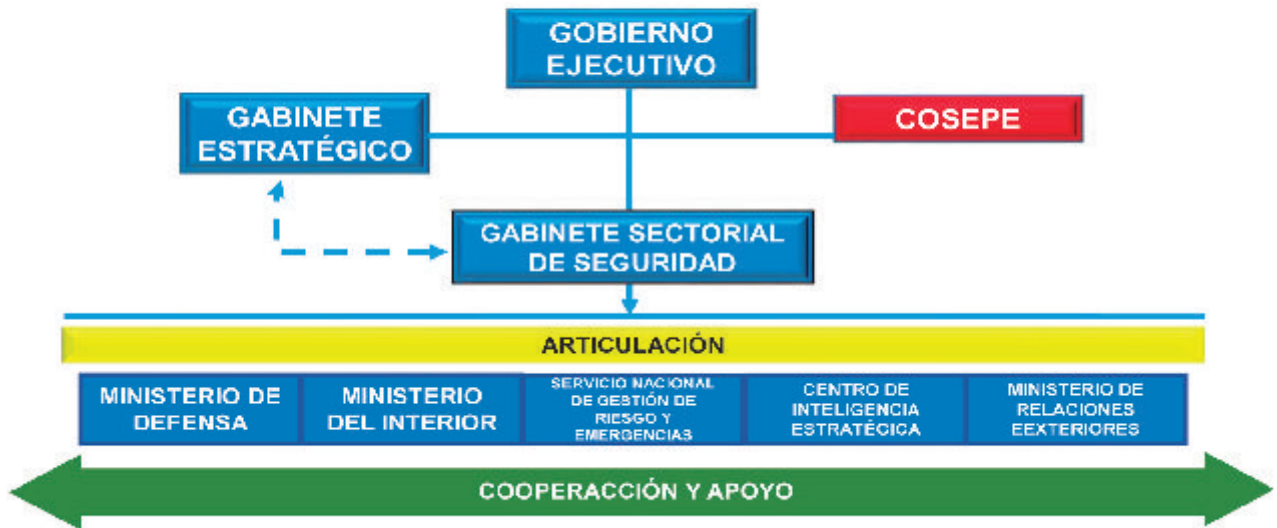 GOBIERNO
EJECUTIVO
GABINETE
ESTRATÉGICO
COSEPE
GABINETE SECTORIAL
DE SEGURIDAD
ARTICULACIÓN
MINISTERIO DE
DEFENSA
MINISTERIO
DEL INTERIOR
SERVICIO NACIONAL
DE GESTIÓN DE
RIESGO Y
EMERGENCIAS
CENTRO DE
INTELIGENCIA
ESTRATÉCICA
MINISTERIO DE
RELACIONES
EEXTERIORES
COOPERACCIÓN Y APOYO